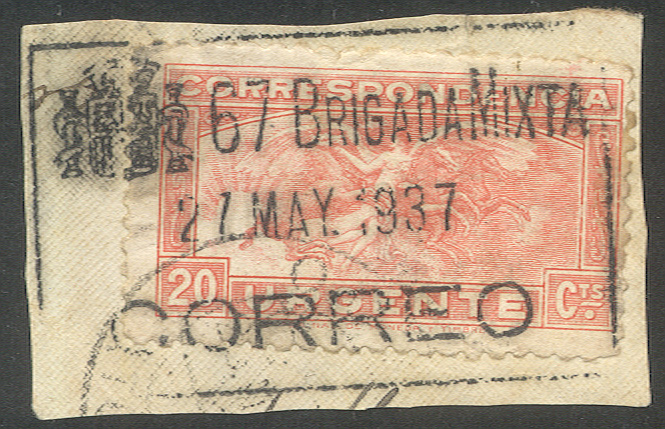 CORRESPONDENCIA
67 BRIGADA MIXTA
27 MAY. 1937
20 URGENTE CTS.
CORREO